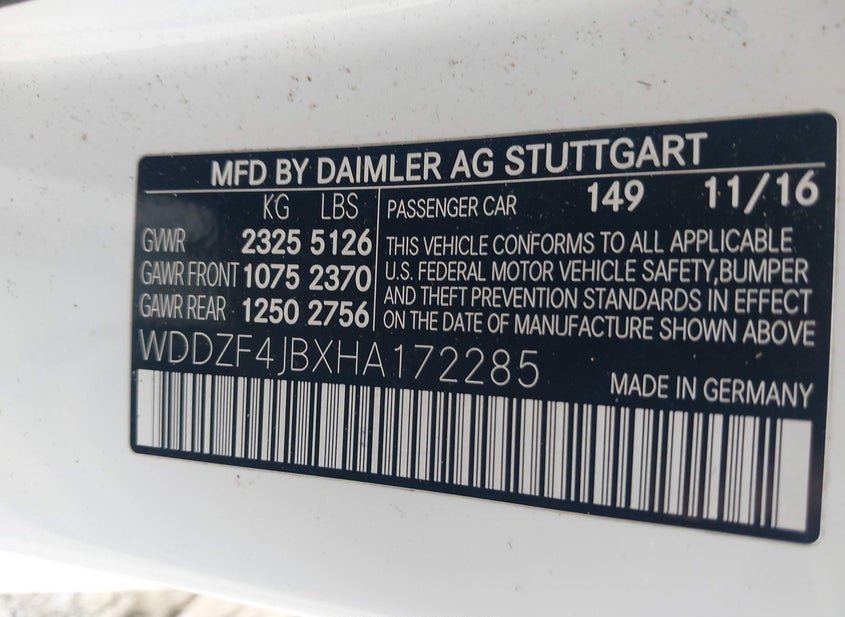 MFD BY DAIMLER AG STUTTGART
KG LBS
GVWR 2325 5126
GAWR FRONT 1075 2370
GAWR REAR 1250 2756
PASSENGER CAR 149 11/16
THIS VEHICLE CONFORMS TO ALL APPLICABLE
U.S. FEDERAL MOTOR VEHICLE SAFETY,BUMPER
AND THEFT PREVENTION STANDARDS IN EFFECT
ON THE DATE OF MANUFACTURE SHOWN ABOVE
WDDZF4JBXHA172285
MADE IN GERMANY